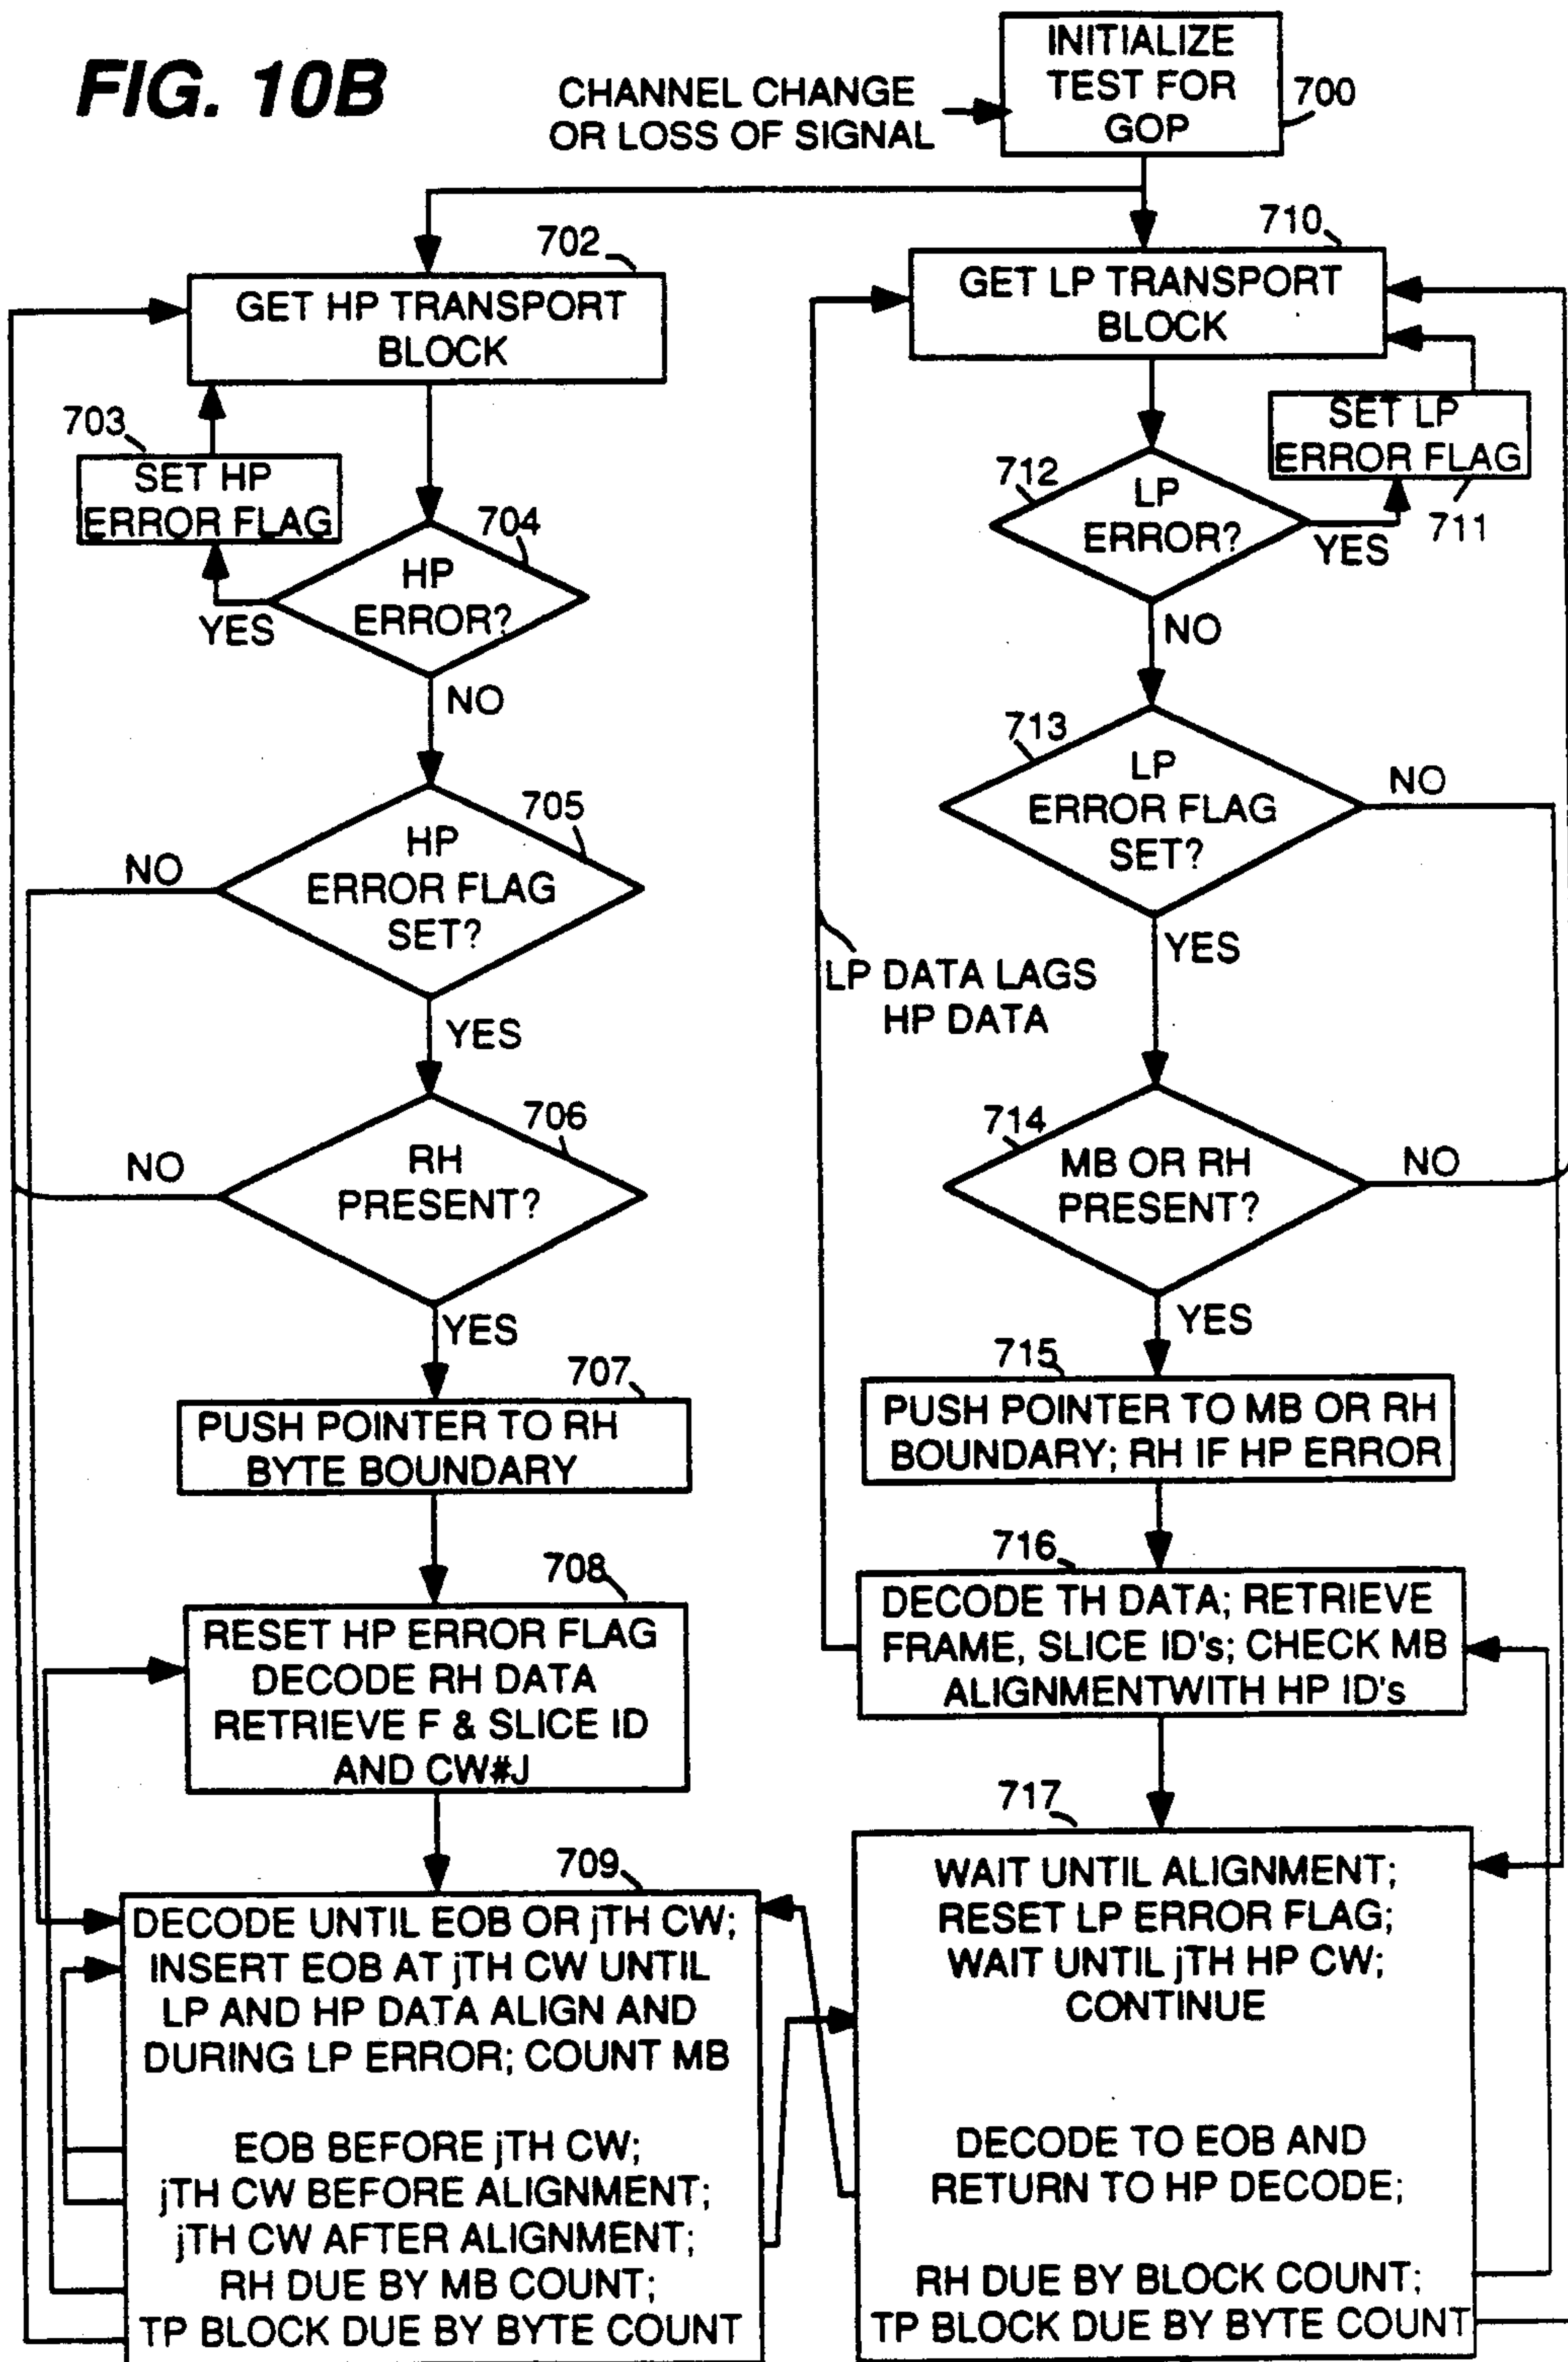 FIG. 10B
CHANNEL CHANGE
OR LOSS OF SIGNAL
INITIALIZE
TEST FOR
GOP
700
702
GET HP TRANSPORT
BLOCK
703
SET HP
ERROR FLAG
704
HP
ERROR?
YES
NO
705
HP
ERROR FLAG
SET?
NO
YES
706
RH
PRESENT?
NO
YES
707
PUSH POINTER TO RH
BYTE BOUNDARY
708
RESET HP ERROR FLAG
DECODE RH DATA
RETRIEVE F & SLICE ID
AND CW#J
709
DECODE UNTIL EOB OR jTH CW;
INSERT EOB AT jTH CW UNTIL
LP AND HP DATA ALIGN AND
DURING LP ERROR; COUNT MB
EOB BEFORE jTH CW;
jTH CW BEFORE ALIGNMENT;
jTH CW AFTER ALIGNMENT;
RH DUE BY MB COUNT;
TP BLOCK DUE BY BYTE COUNT
710
GET LP TRANSPORT
BLOCK
SET LP
ERROR FLAG
711
712
LP
ERROR?
YES
NO
713
LP
ERROR FLAG
SET?
NO
YES
LP DATA LAGS
HP DATA
714
MB OR RH
PRESENT?
NO
YES
715
PUSH POINTER TO MB OR RH
BOUNDARY; RH IF HP ERROR
716
DECODE TH DATA; RETRIEVE
FRAME, SLICE ID's; CHECK MB
ALIGNMENTWITH HP ID's
717
WAIT UNTIL ALIGNMENT;
RESET LP ERROR FLAG;
WAIT UNTIL jTH HP CW;
CONTINUE
DECODE TO EOB AND
RETURN TO HP DECODE;
RH DUE BY BLOCK COUNT;
TP BLOCK DUE BY BYTE COUNT